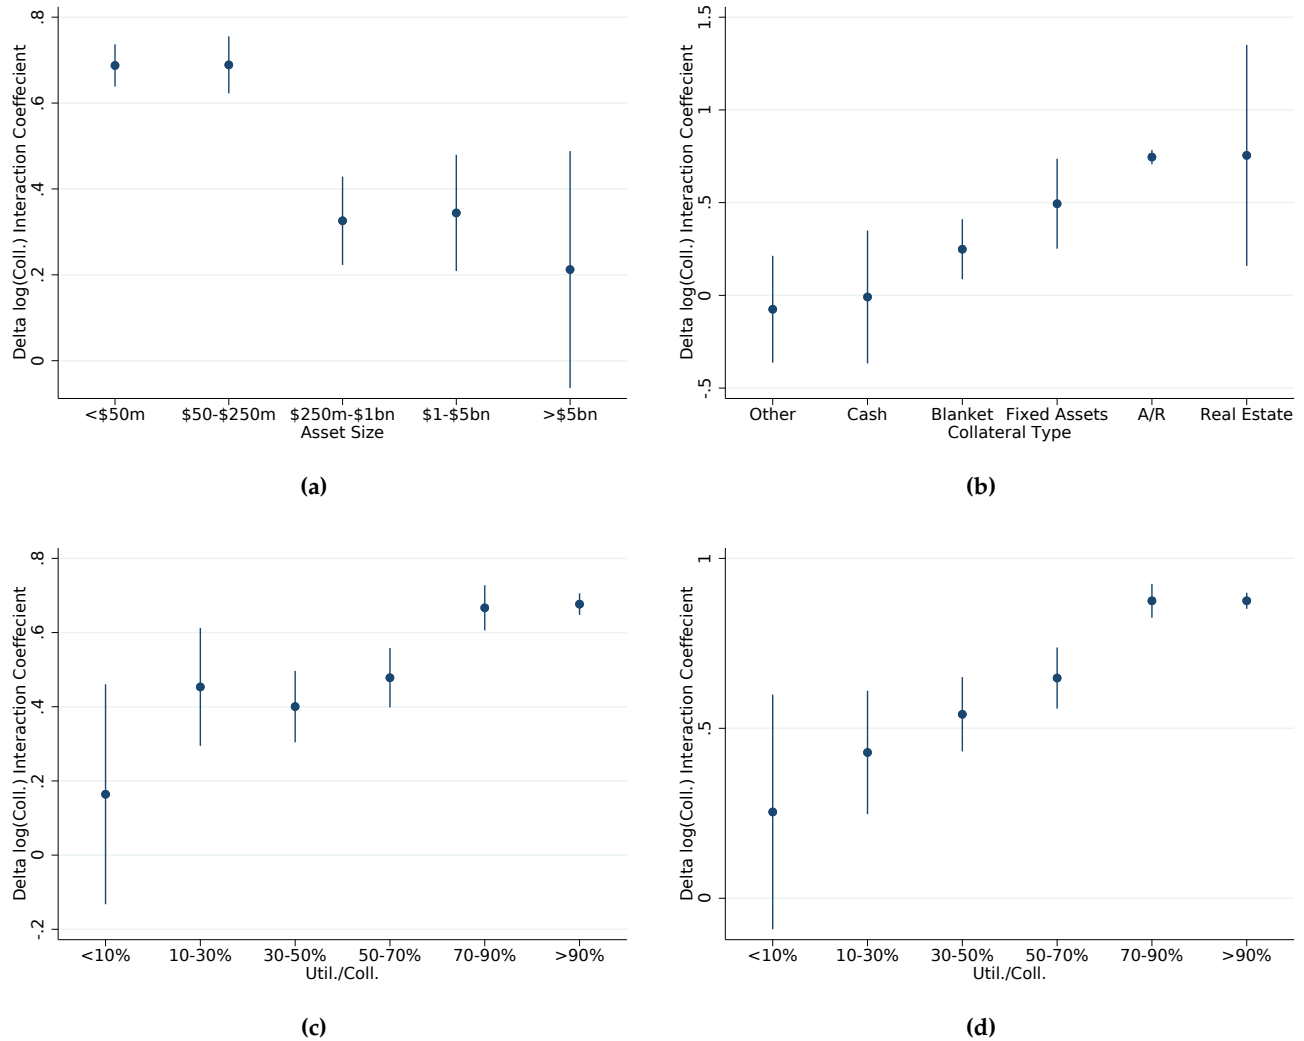 Delta log(Coll.) Interaction Coeffecient
.8
.6
.4
.2
0
<$50m $50-$250m $250m-$1bn $1-$5bn >$5bn
Asset Size
(a)
Delta log(Coll.) Interaction Coeffecient
1.5
1
.5
0
-.5
Other Cash Blanket Fixed Assets A/R Real Estate
Collateral Type
(b)
Delta log(Coll.) Interaction Coeffecient
.8
.6
.4
.2
0
-.2
<10% 10-30% 30-50% 50-70% 70-90% >90%
Util./Coll.
(c)
Delta log(Coll.) Interaction Coeffecient
1
.5
0
<10% 10-30% 30-50% 50-70% 70-90% >90%
Util./Coll.
(d)